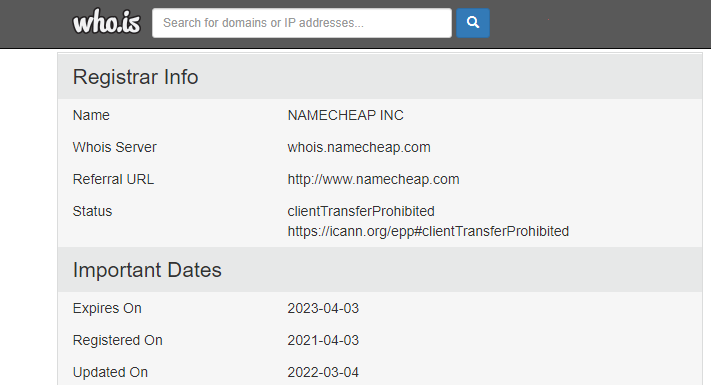 who.is
Search for domains or IP addresses...
Registrar Info
Name NAMECHEAP INC
Whois Server whois.namecheap.com
Referral URL http://www.namecheap.com
Status clientTransferProhibited
https://icann.org/epp#clientTransferProhibited
Important Dates
Expires On 2023-04-03
Registered On 2021-04-03
Updated On 2022-03-04